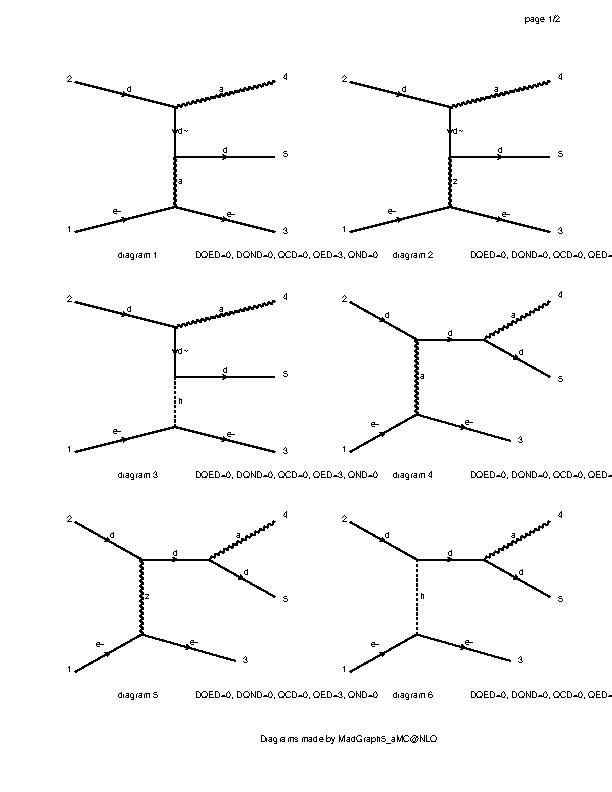 page 1/2
2 d a 4 2 d a 4
d~ d~
d 5 d 5
a z
e- e- e- e-
1 3 1 3
diagram 1 DQED=0, DQND=0, QCD=0, QED=3, QND=0 diagram 2 DQED=0, DQND=0, QCD=0, QED=
2 d a 4 2 d a 4
d~ d
d 5 d 5
h a
e- e- e- e-
1 3 1 3
diagram 3 DQED=0, DQND=0, QCD=0, QED=3, QND=0 diagram 4 DQED=0, DQND=0, QCD=0, QED=
2 d a 4 2 d a 4
d d
d 5 d 5
z h
e- e- e- e-
1 3 1 3
diagram 5 DQED=0, DQND=0, QCD=0, QED=3, QND=0 diagram 6 DQED=0, DQND=0, QCD=0, QED=
Diagrams made by MadGraph5_aMC@NLO